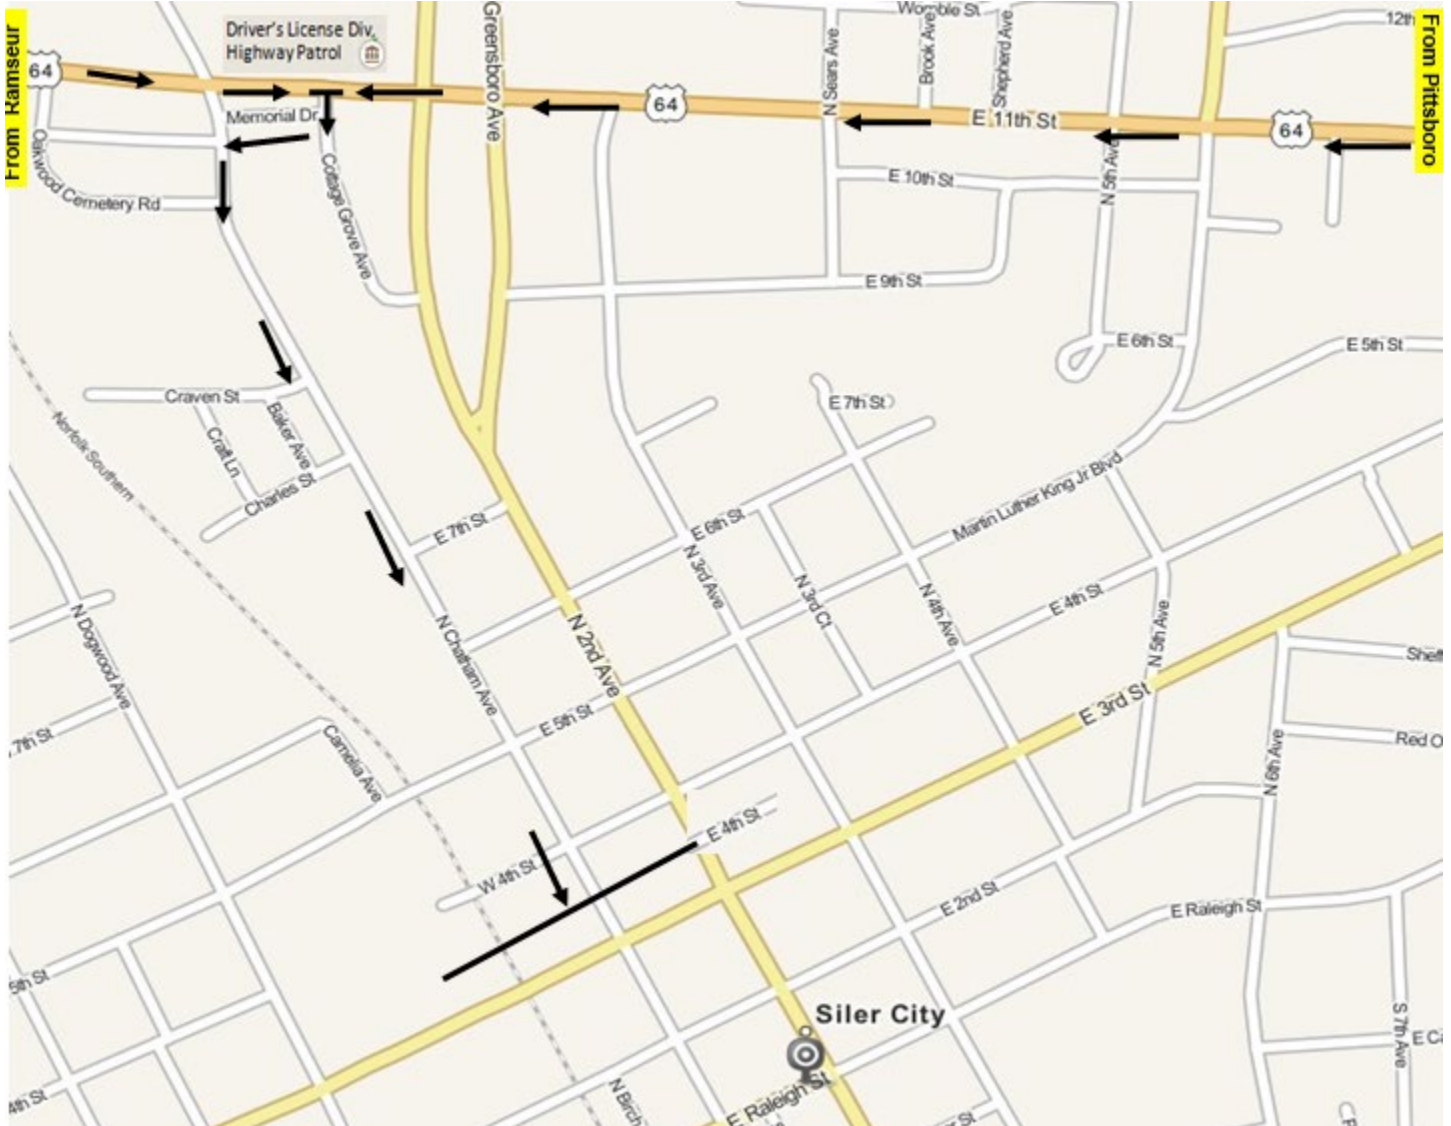 From Ramseur
64
Driver's License Div.
Highway Patrol
Greensboro Ave
Womble St
N Sears Ave
Brook Ave
Shepherd Ave
12th
From Pittsboro
64
E 11th St
64
Memorial Dr
Oakwood Cemetery Rd
Cottage Grove Ave
E 10th St
N 5th Ave
E 9th St
E 6th St
E 5th St
Craven St
Baker Ave
Craft Ln
Charles St
Norfolk Southern
E 7th St
E 7th St
E 6th St
Martin Luther King Jr Blvd
N 3rd Ave
N 3rd Ct
N 4th Ave
E 4th St
N 5th Ave
N Dogwood Ave
N Chatham Ave
N 2nd Ave
E 5th St
E 3rd St
Sheff
7th St
Camelia Ave
N 6th Ave
Red O
E 4th St
W 4th St
E 2nd St
E Raleigh St
5th St
Siler City
S 7th Ave
E Ca
4th St
N Birch
E Raleigh St
St